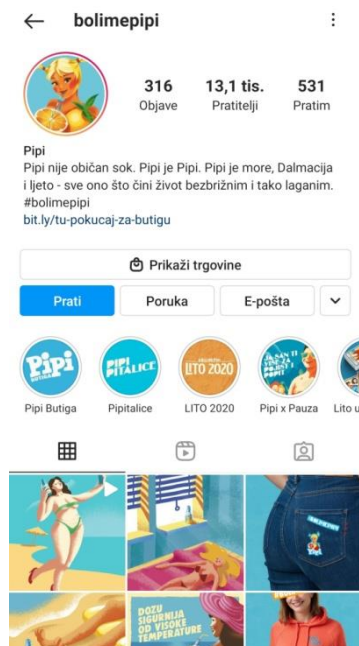 bolimepipi
316 13,1 tis. 531
Objave Pratitelji Pratim
Pipi
Pipi nije običan sok. Pipi je Pipi. Pipi je more, Dalmacija
i ljeto - sve ono što čini život bezbrižnim i tako laganim.
#bolimepipi
bit.ly/tu-pokucaj-za-butigu
Prikaži trgovine
Prati Poruka E-pošta
Pipi
BUTIGA
PIPI
PITALICE
LITO 2020
Pipi Butiga Pipitalice LITO 2020 Pipi x Pauza Lito u
DOZU
SIGURNIJA
OD VISOKE
TEMPERATURE